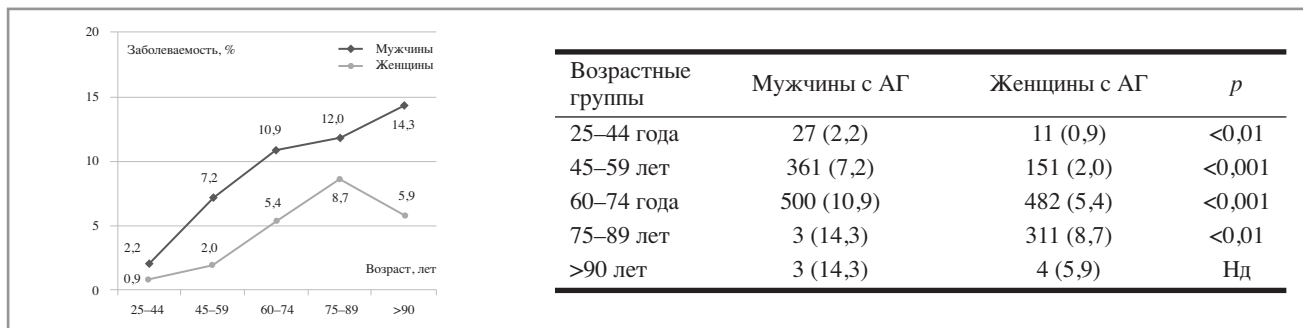 20
Заболеваемость, %
Мужчины
Женщины
15
10
5
0
2,2
7,2
10,9
12,0
14,3
0,9
2,0
5,4
8,7
5,9
Возраст, лет
25–44 45–59 60–74 75–89 >90
Возрастные группы Мужчины с АГ Женщины с АГ p
25–44 года 27 (2,2) 11 (0,9) <0,01
45–59 лет 361 (7,2) 151 (2,0) <0,001
60–74 года 500 (10,9) 482 (5,4) <0,001
75–89 лет 3 (14,3) 311 (8,7) <0,01
>90 лет 3 (14,3) 4 (5,9) Нд